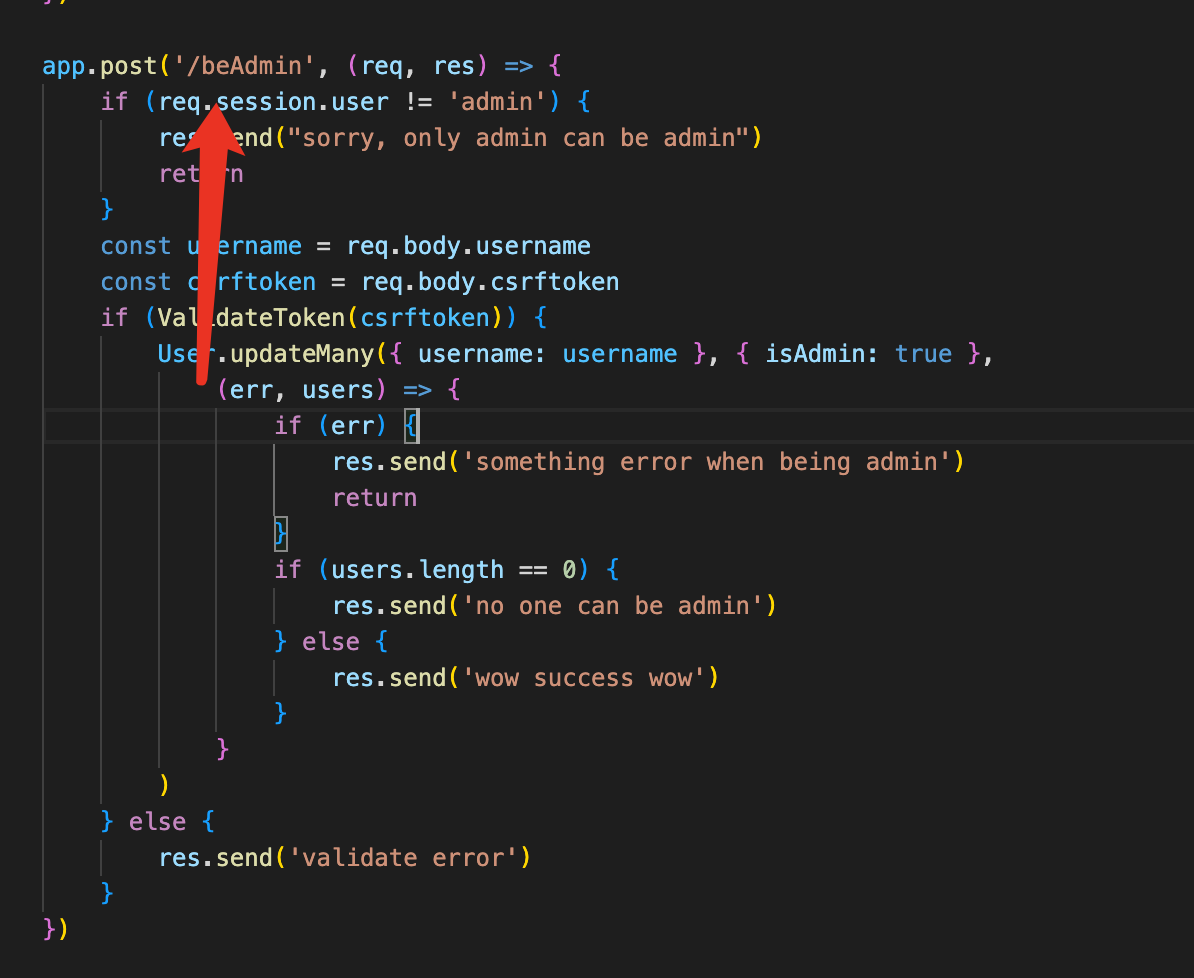 })
app.post('/beAdmin', (req, res) => {
if (req.session.user != 'admin') {
res.send("sorry, only admin can be admin")
return
}
const username = req.body.username
const csrftoken = req.body.csrftoken
if (ValidateToken(csrftoken)) {
User.updateMany({ username: username }, { isAdmin: true },
(err, users) => {
if (err) {
res.send('something error when being admin')
return
}
if (users.length == 0) {
res.send('no one can be admin')
} else {
res.send('wow success wow')
}
}
)
} else {
res.send('validate error')
}
})